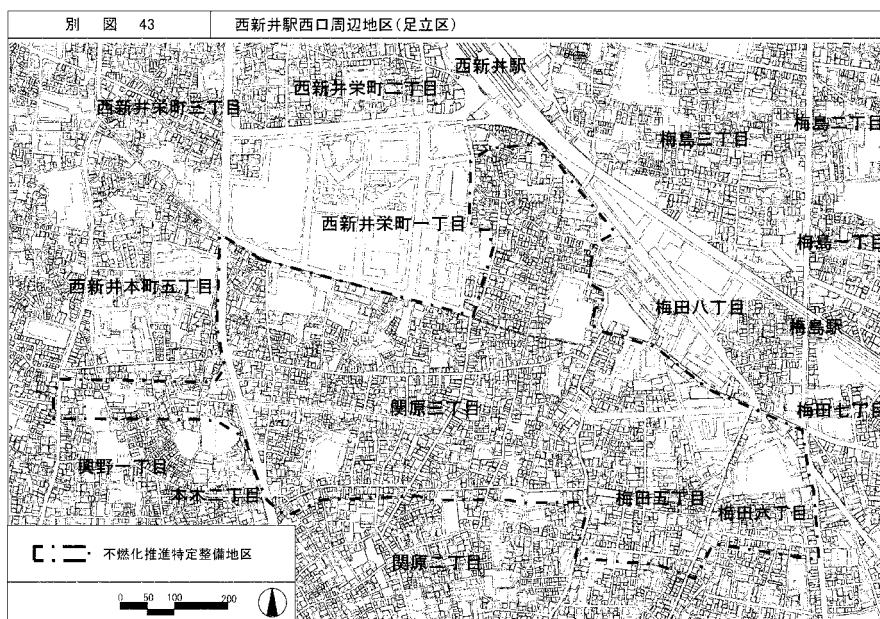 別 図 43
西新井駅西口周辺地区(足立区)
西新井駅
西新井栄町二丁目
西新井栄町三丁目
梅島二丁目
梅島三丁目
西新井栄町一丁目
梅島一丁目
西新井本町五丁目
梅田八丁目
梅島駅
関原三丁目
梅田七丁目
興野一丁目
本木二丁目
梅田五丁目
梅田六丁目
関原二丁目
不燃化推進特定整備地区
0 50 100 200